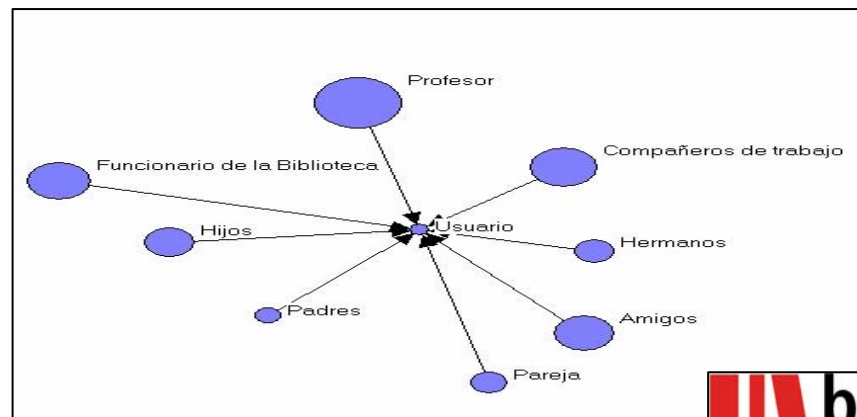 Profesor
Compañeros de trabajo
Funcionario de la Biblioteca
Usuario
Hijos
Hermanos
Padres
Amigos
Pareja
b